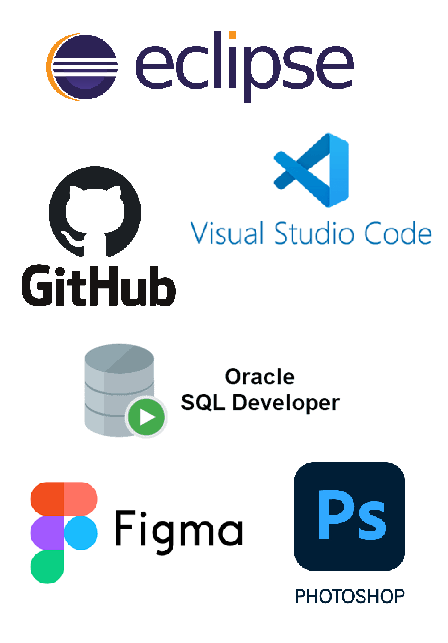 eclipse
Visual Studio Code
GitHub
Oracle
SQL Developer
Figma
Ps
PHOTOSHOP